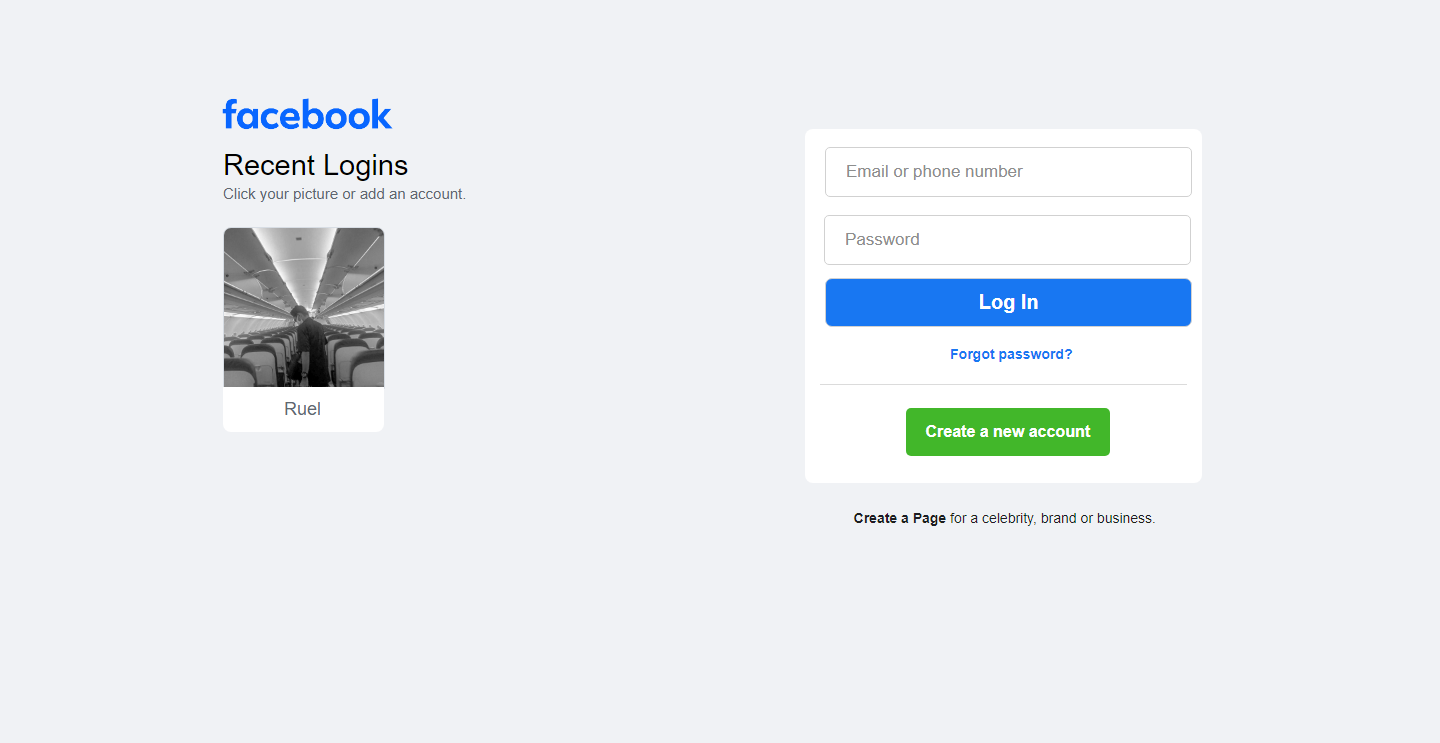 facebook
Recent Logins
Click your picture or add an account.
Ruel
Email or phone number
Password
Log In
Forgot password?
Create a new account
Create a Page for a celebrity, brand or business.